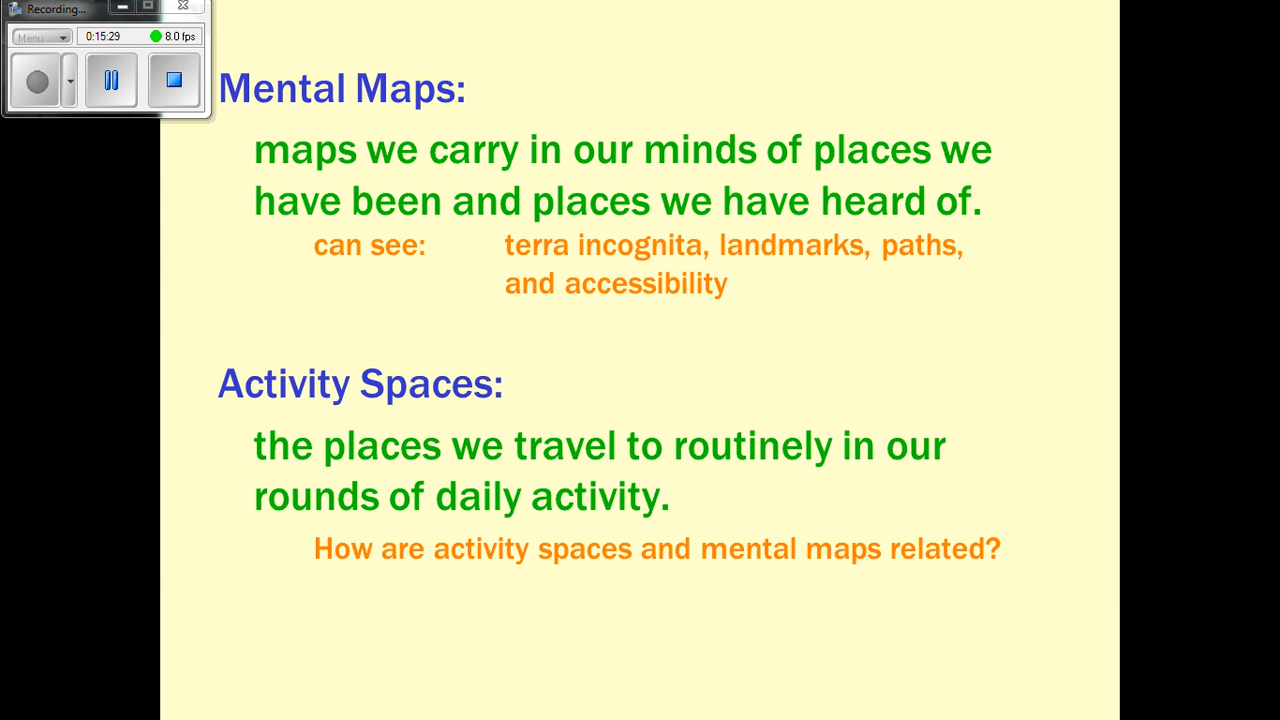 Recording...
Menu
0:15:29
8.0 fps
Mental Maps:
maps we carry in our minds of places we
have been and places we have heard of.
can see: terra incognita, landmarks, paths,
and accessibility
Activity Spaces:
the places we travel to routinely in our
rounds of daily activity.
How are activity spaces and mental maps related?